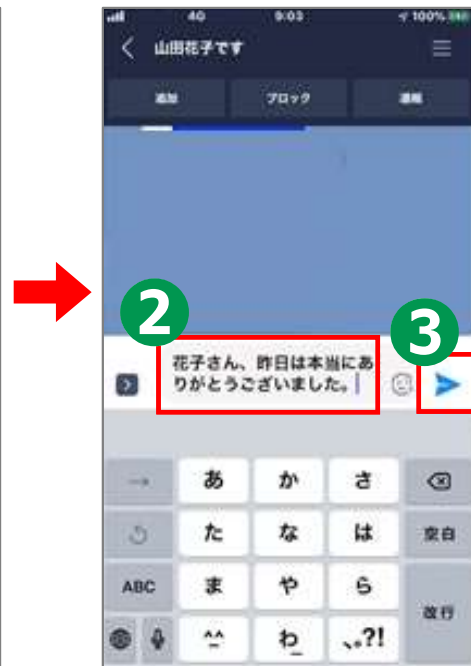 4G 9:03 100%
山田花子です
追加 ブロック 通報
2
3
花子さん、昨日は本当にあ
りがとうございました。
→ あ か さ
た な は 空白
ABC ま や ら
改行
^^ わ_ 、。?!